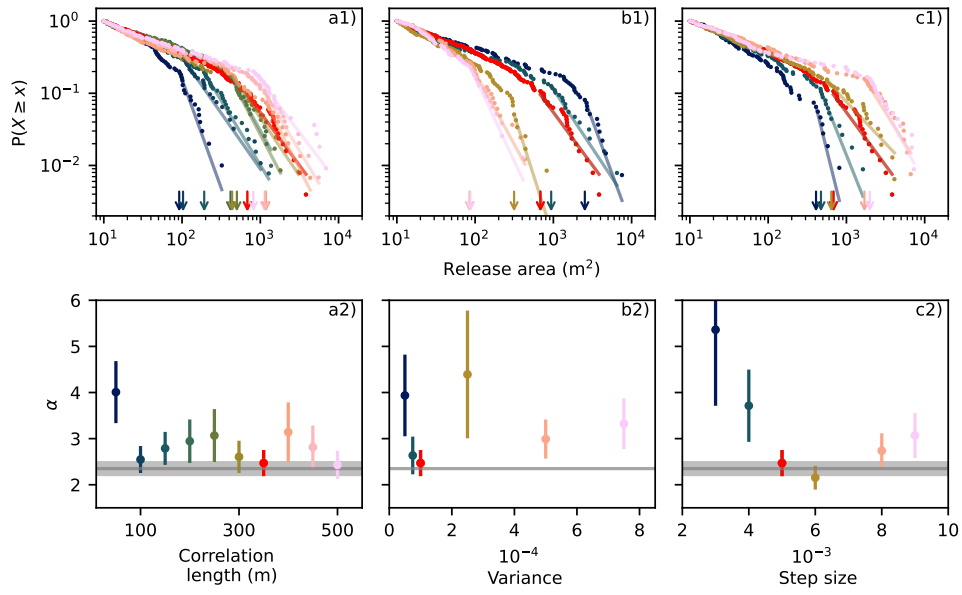 a1) b1) c1)
10⁰
10⁻¹
10⁻²
P(X ≥ x)
10¹ 10² 10³ 10⁴ 10¹ 10² 10³ 10⁴ 10¹ 10² 10³ 10⁴
Release area (m²)
a2) b2) c2)
6
5
4
3
2
α
100 300 500 0 2 4 6 8 2 4 6 8 10
10⁻⁴ 10⁻³
Correlation
length (m) Variance Step size